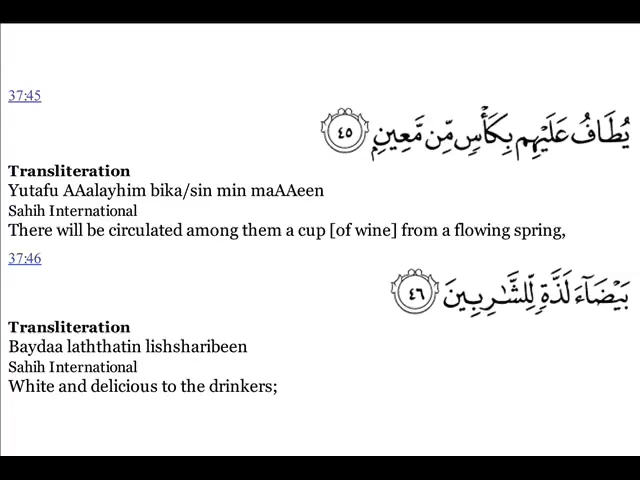 37:45
يُطَافُ عَلَيْهِم بِكَأْسٍ مِّن مَّعِينٍۭ ٤٥
Transliteration
Yutafu AAalayhim bika/sin min maAAeen
Sahih International
There will be circulated among them a cup [of wine] from a flowing spring,
37:46
بَيْضَآءَ لَذَّةٍ لِّلشَّـٰرِبِينَ ٤٦
Transliteration
Baydaa laththatin lishsharibeen
Sahih International
White and delicious to the drinkers;